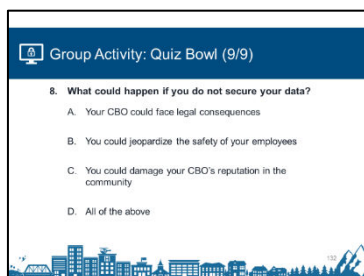 Group Activity: Quiz Bowl (9/9)
8. What could happen if you do not secure your data?
A. Your CBO could face legal consequences
B. You could jeopardize the safety of your employees
C. You could damage your CBO's reputation in the
community
D. All of the above
132